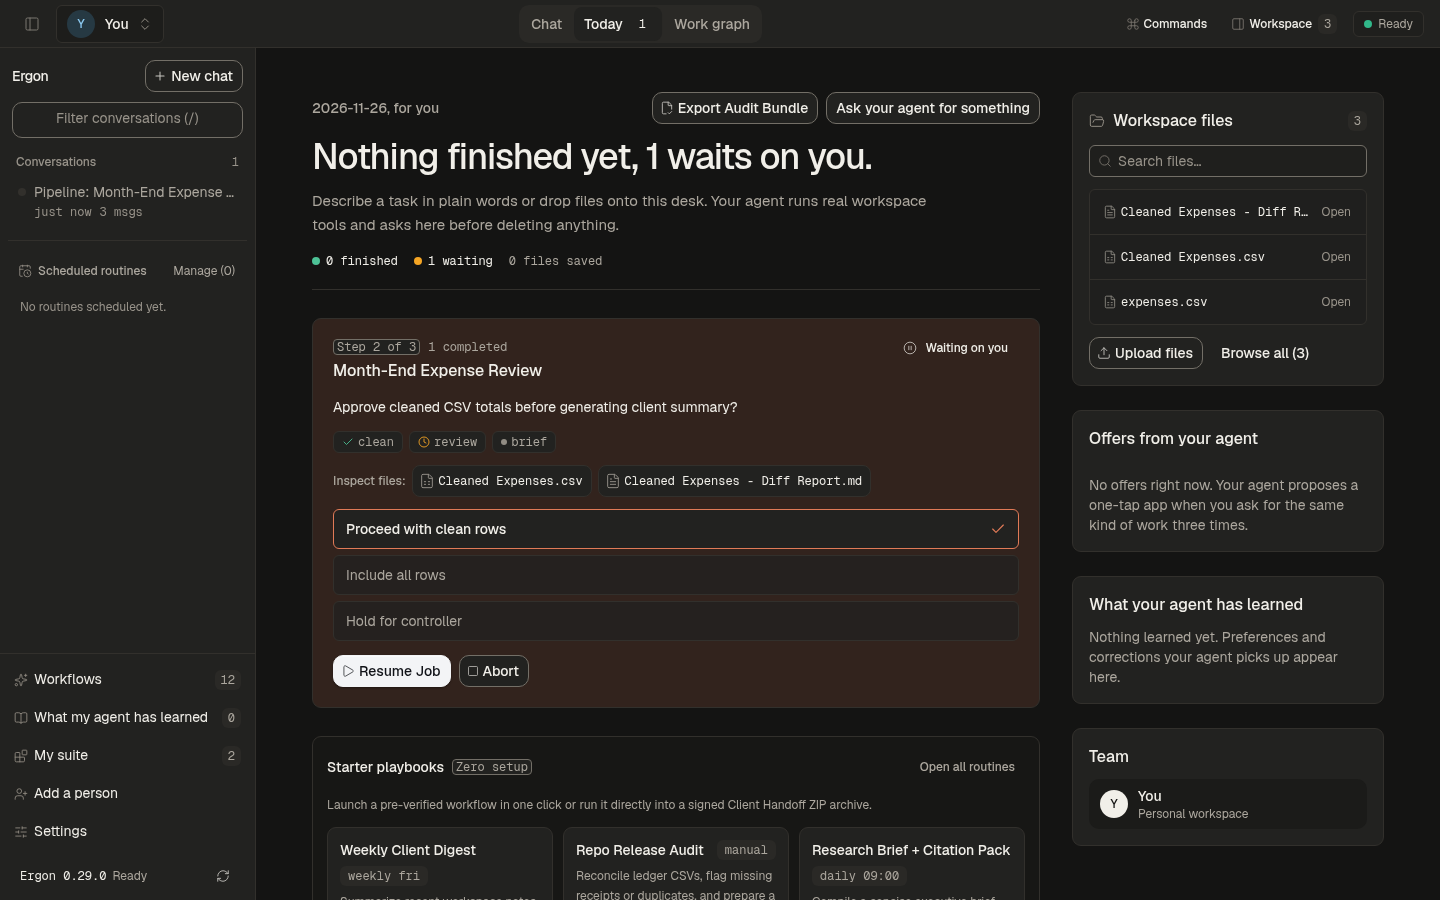 Y You
Chat Today 1 Work graph
Commands Workspace 3 Ready
Ergon
New chat
Filter conversations (/)
Conversations 1
Pipeline: Month-End Expense ...
just now 3 msgs
Scheduled routines Manage (0)
No routines scheduled yet.
Workflows 12
What my agent has learned 0
My suite 2
Add a person
Settings
Ergon 0.29.0 Ready
2026-11-26, for you
Export Audit Bundle
Ask your agent for something
Nothing finished yet, 1 waits on you.
Describe a task in plain words or drop files onto this desk. Your agent runs real workspace
tools and asks here before deleting anything.
0 finished 1 waiting 0 files saved
Step 2 of 3 1 completed
Waiting on you
Month-End Expense Review
Approve cleaned CSV totals before generating client summary?
clean review brief
Inspect files: Cleaned Expenses.csv Cleaned Expenses - Diff Report.md
Proceed with clean rows
Include all rows
Hold for controller
Resume Job Abort
Starter playbooks Zero setup Open all routines
Launch a pre-verified workflow in one click or run it directly into a signed Client Handoff ZIP archive.
Weekly Client Digest
weekly fri
Repo Release Audit manual
Reconcile ledger CSVs, flag missing
receipts or duplicates, and prepare a
Research Brief + Citation Pack
daily 09:00
Workspace files 3
Search files...
Cleaned Expenses - Diff R... Open
Cleaned Expenses.csv Open
expenses.csv Open
Upload files Browse all (3)
Offers from your agent
No offers right now. Your agent proposes a
one-tap app when you ask for the same
kind of work three times.
What your agent has learned
Nothing learned yet. Preferences and
corrections your agent picks up appear
here.
Team
Y You
Personal workspace